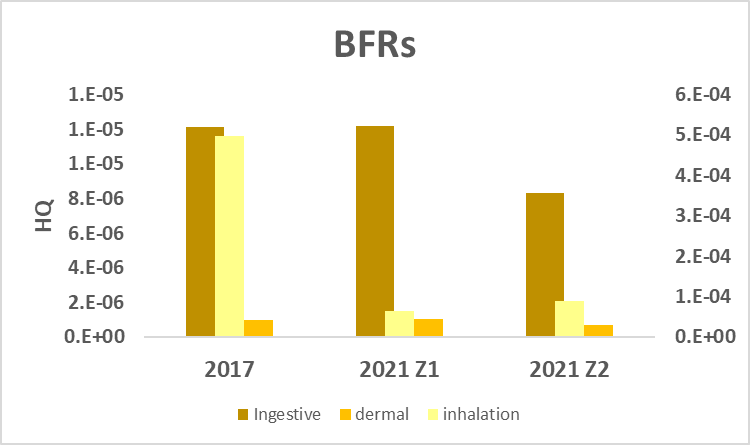 BFRs
1.E-05
1.E-05
1.E-05
8.E-06
6.E-06
4.E-06
2.E-06
0.E+00
HQ
6.E-04
5.E-04
4.E-04
3.E-04
2.E-04
1.E-04
0.E+00
2017
2021 Z1
2021 Z2
Ingestive
dermal
inhalation